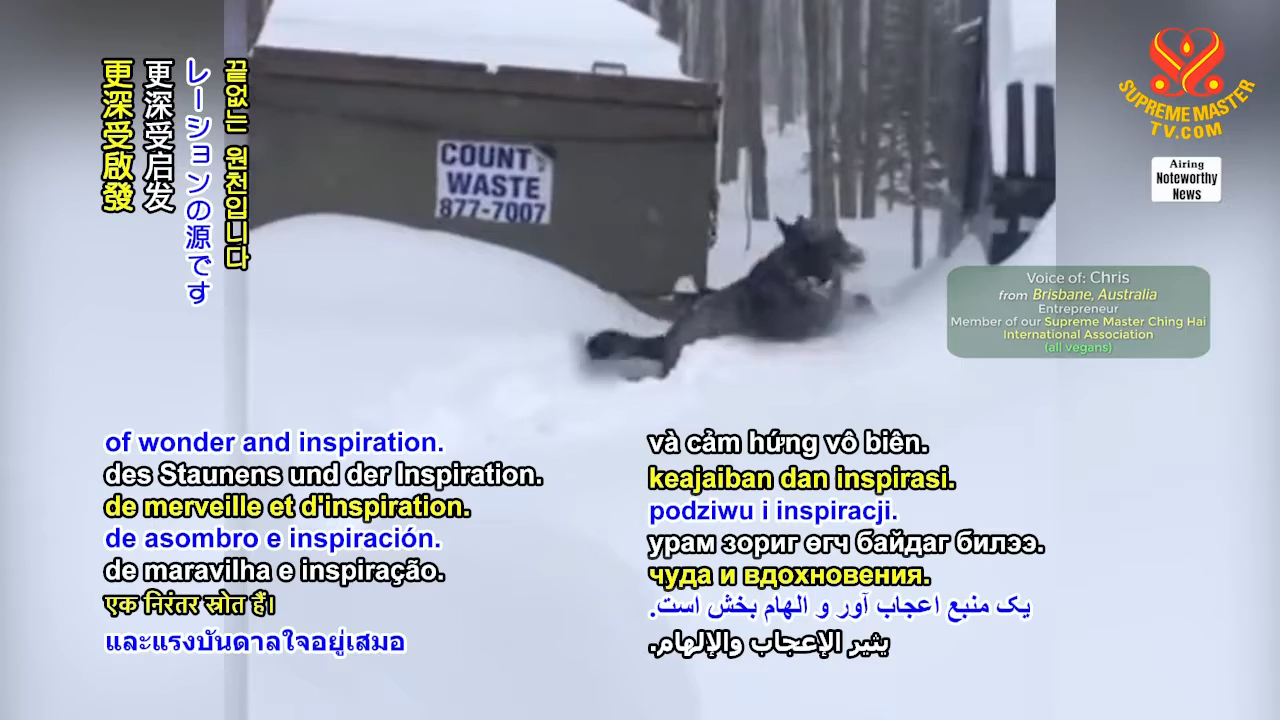 更深受啟發
更深受启发
レーションの源です
끝없는 원천입니다
COUNTY
WASTE
877-7007
SUPREME MASTER
TV.COM
Airing
Noteworthy
News
Voice of: Chris
from Brisbane, Australia
Entrepreneur
Member of our Supreme Master Ching Hai
International Association
(all vegans)
of wonder and inspiration.
des Staunens und der Inspiration.
de merveille et d'inspiration.
de asombro e inspiración.
de maravilha e inspiração.
एक निरंतर स्रोत हैं।
และแรงบันดาลใจอยู่เสมอ
và cảm hứng vô biên.
keajaiban dan inspirasi.
podziwu i inspiracji.
урам зориг өгч байдаг билээ.
чуда и вдохновения.
یک منبع اعجاب آور و الهام بخش است.
يثير الإعجاب والإلهام.